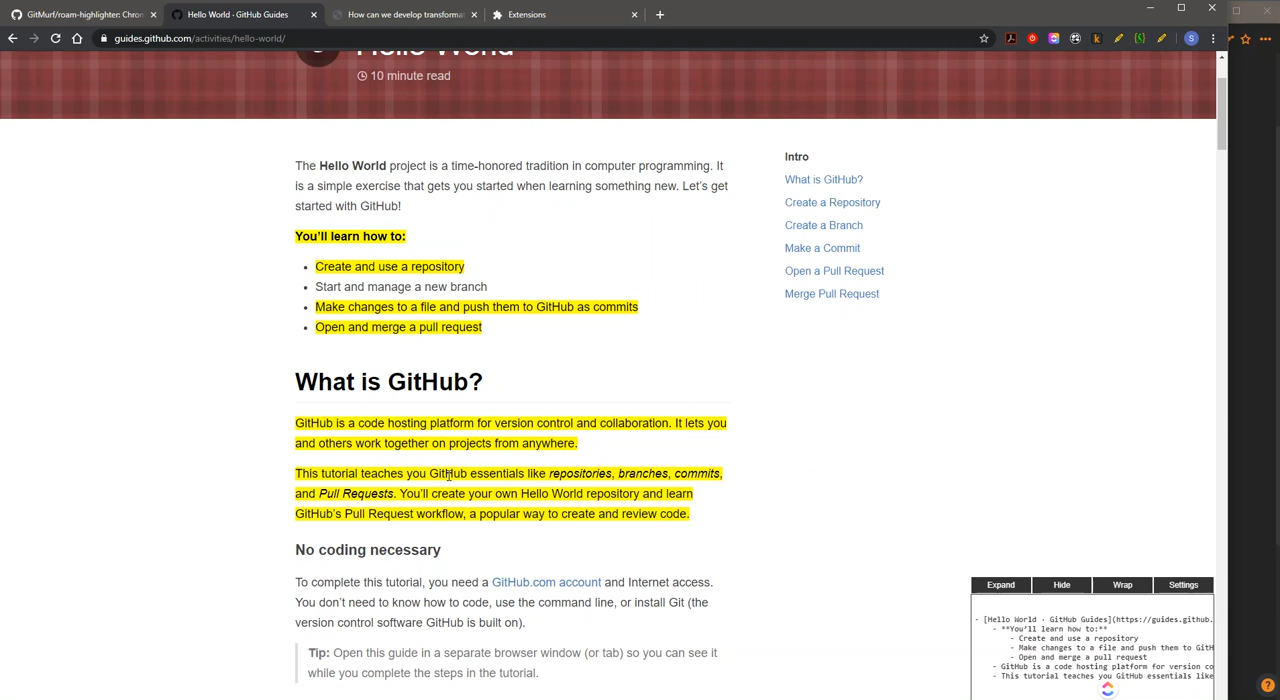 GitMurf/roam-highlighter: Chron
Hello World · GitHub Guides
How can we develop transformat
Extensions
guides.github.com/activities/hello-world/
S
Hello World
10 minute read
The Hello World project is a time-honored tradition in computer programming. It
is a simple exercise that gets you started when learning something new. Let's get
started with GitHub!
You'll learn how to:
• Create and use a repository
• Start and manage a new branch
• Make changes to a file and push them to GitHub as commits
• Open and merge a pull request
What is GitHub?
GitHub is a code hosting platform for version control and collaboration. It lets you
and others work together on projects from anywhere.
This tutorial teaches you GitHub essentials like repositories, branches, commits,
and Pull Requests. You'll create your own Hello World repository and learn
GitHub's Pull Request workflow, a popular way to create and review code.
No coding necessary
To complete this tutorial, you need a GitHub.com account and Internet access.
You don't need to know how to code, use the command line, or install Git (the
version control software GitHub is built on).
Tip: Open this guide in a separate browser window (or tab) so you can see it
while you complete the steps in the tutorial.
Intro
What is GitHub?
Create a Repository
Create a Branch
Make a Commit
Open a Pull Request
Merge Pull Request
Expand Hide Wrap Settings
- [Hello World · GitHub Guides](https://guides.github.
- **You'll learn how to:**
- Create and use a repository
- Make changes to a file and push them to GitH
- Open and merge a pull request
- GitHub is a code hosting platform for version co
- This tutorial teaches you GitHub essentials like